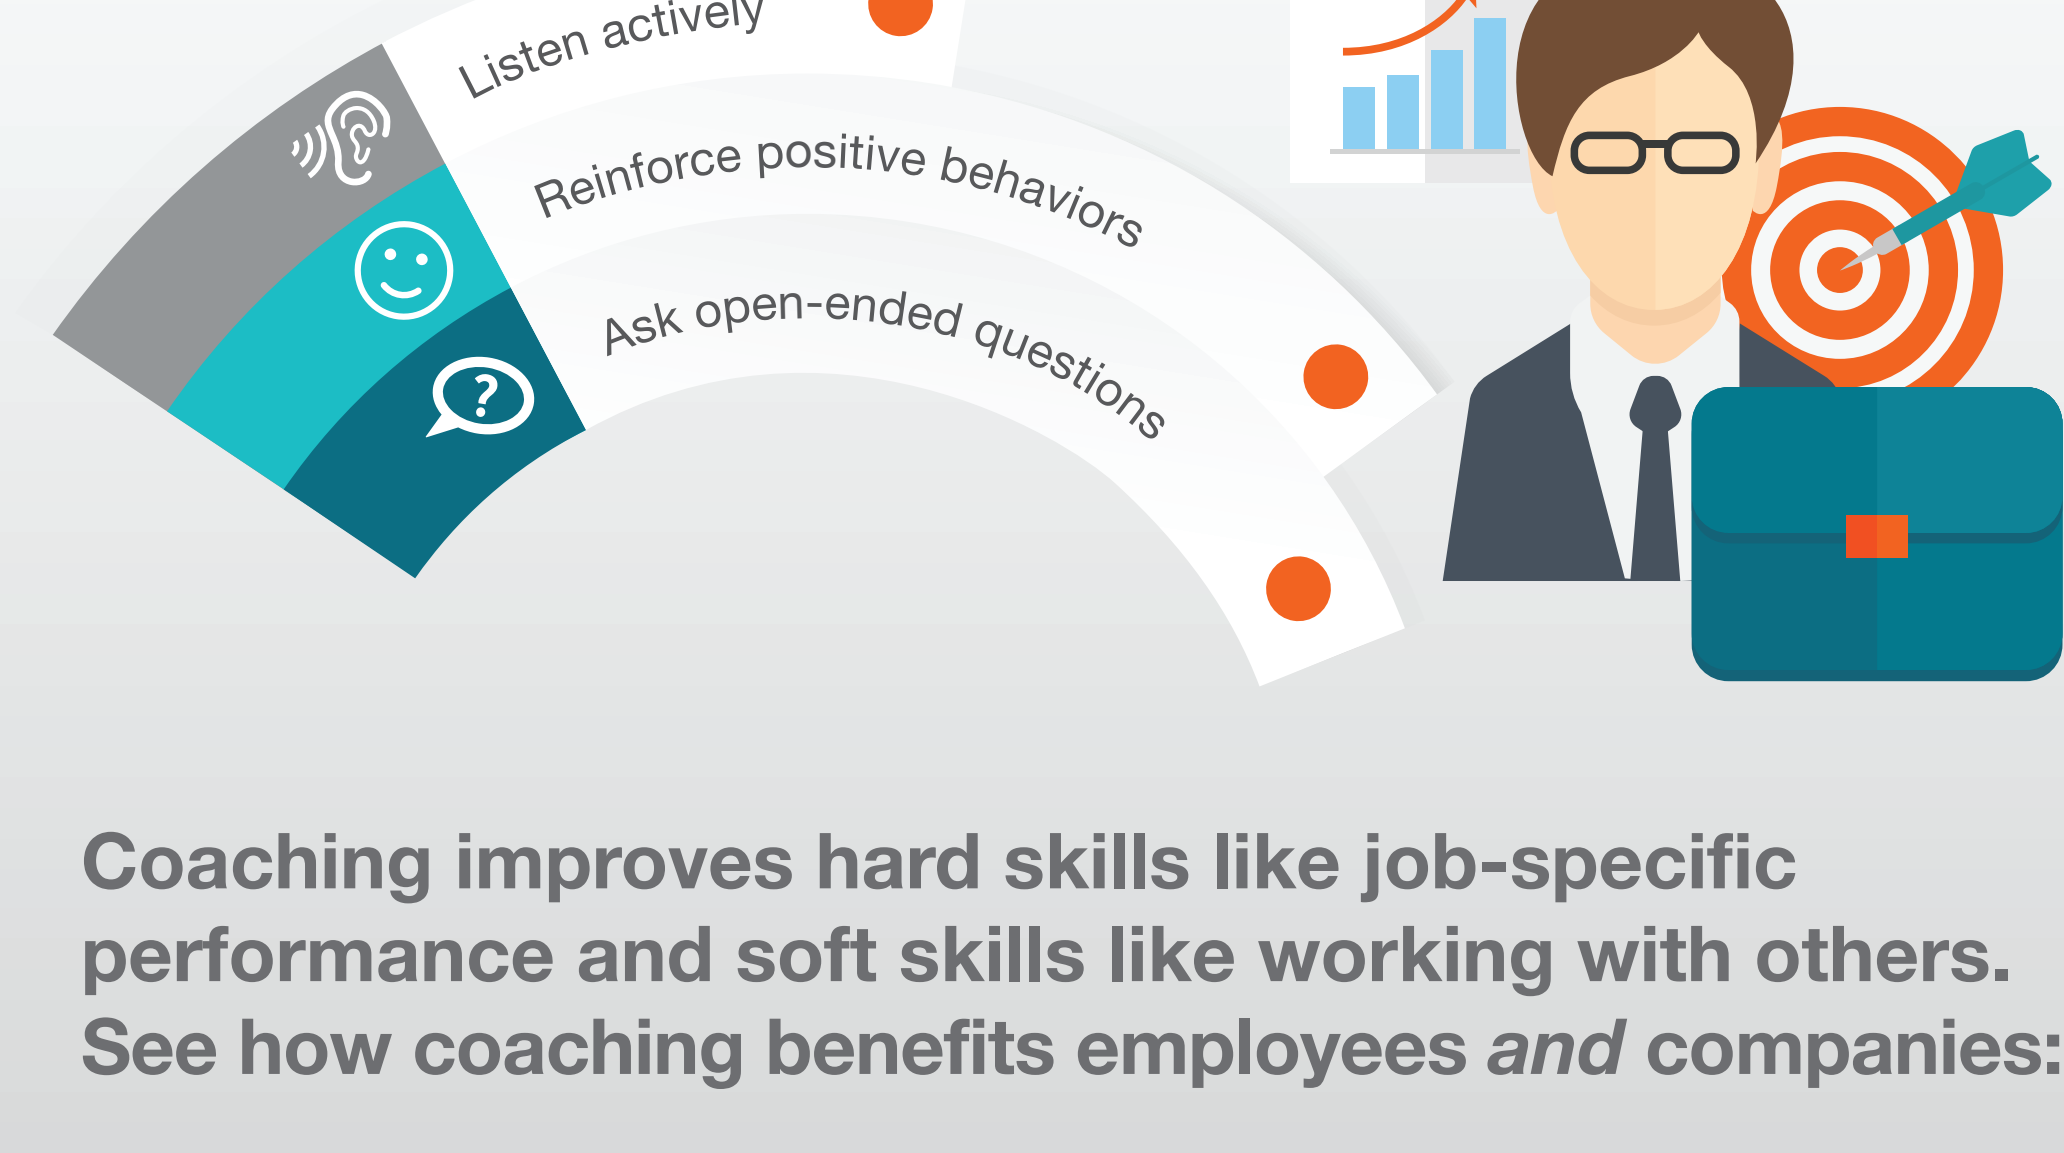 Listen actively
Reinforce positive behaviors
Ask open-ended questions
?
Coaching improves hard skills like job-specific
performance and soft skills like working with others.
See how coaching benefits employees and companies: